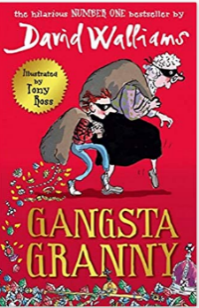 the hilarious NUMBER ONE bestseller by
David Walliams
Illustrated by
Tony
Ross
GANGSTA
GRANNY